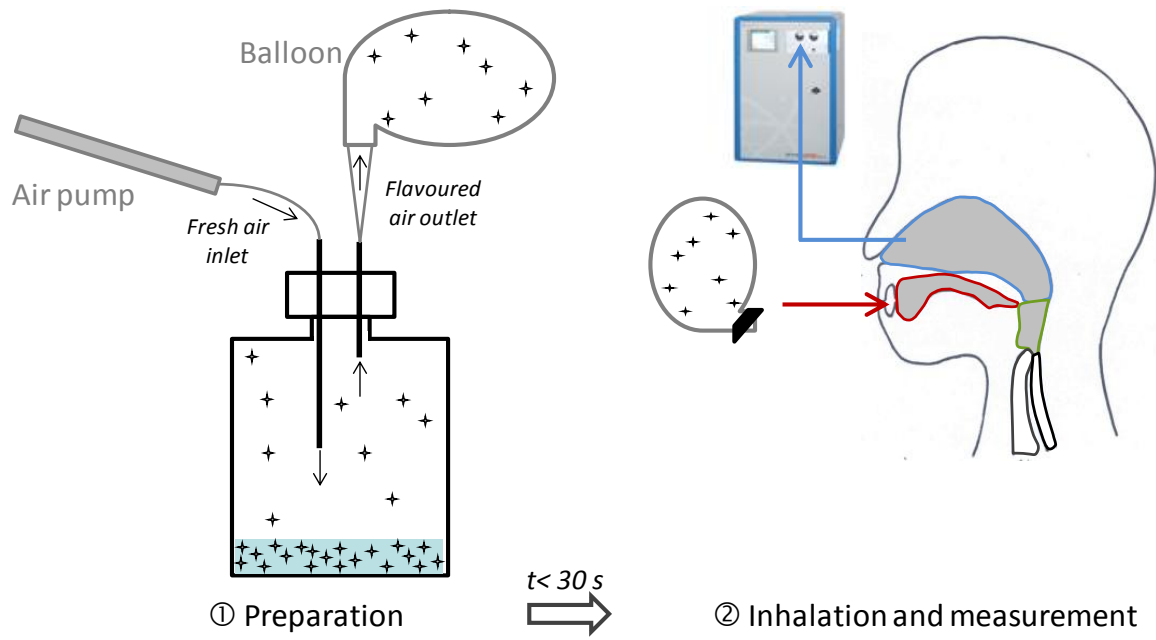 Balloon
Air pump
Fresh air
inlet
Flavoured
air outlet
t< 30 s
① Preparation
② Inhalation and measurement